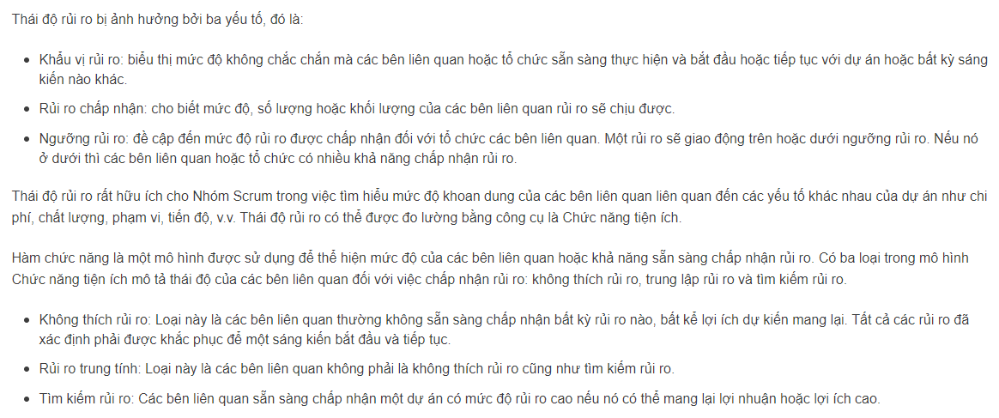 Thái độ rủi ro bị ảnh hưởng bởi ba yếu tố, đó là:
• Khẩu vị rủi ro: biểu thị mức độ không chắc chắn mà các bên liên quan hoặc tổ chức sẵn sàng thực hiện và bắt đầu hoặc tiếp tục với dự án hoặc bất kỳ sáng
kiến nào khác.
• Rủi ro chấp nhận: cho biết mức độ, số lượng hoặc khối lượng của các bên liên quan rủi ro sẽ chịu được.
• Ngưỡng rủi ro: đề cập đến mức độ rủi ro được chấp nhận đối với tổ chức các bên liên quan. Một rủi ro sẽ giao động trên hoặc dưới ngưỡng rủi ro. Nếu nó
ở dưới thì các bên liên quan hoặc tổ chức có nhiều khả năng chấp nhận rủi ro.
Thái độ rủi ro rất hữu ích cho Nhóm Scrum trong việc tìm hiểu mức độ khoan dung của các bên liên quan liên quan đến các yếu tố khác nhau của dự án như chi
phí, chất lượng, phạm vi, tiến độ, v.v. Thái độ rủi ro có thể được đo lường bằng công cụ là Chức năng tiện ích.
Hàm chức năng là một mô hình được sử dụng để thể hiện mức độ của các bên liên quan hoặc khả năng sẵn sàng chấp nhận rủi ro. Có ba loại trong mô hình
Chức năng tiện ích mô tả thái độ của các bên liên quan đối với việc chấp nhận rủi ro: không thích rủi ro, trung lập rủi ro và tìm kiếm rủi ro.
• Không thích rủi ro: Loại này là các bên liên quan thường không sẵn sàng chấp nhận bất kỳ rủi ro nào, bất kể lợi ích dự kiến mang lại. Tất cả các rủi ro đã
xác định phải được khắc phục để một sáng kiến bắt đầu và tiếp tục.
• Rủi ro trung tính: Loại này là các bên liên quan không phải là không thích rủi ro cũng như tìm kiếm rủi ro.
• Tìm kiếm rủi ro: Các bên liên quan sẵn sàng chấp nhận một dự án có mức độ rủi ro cao nếu nó có thể mang lại lợi nhuận hoặc lợi ích cao.